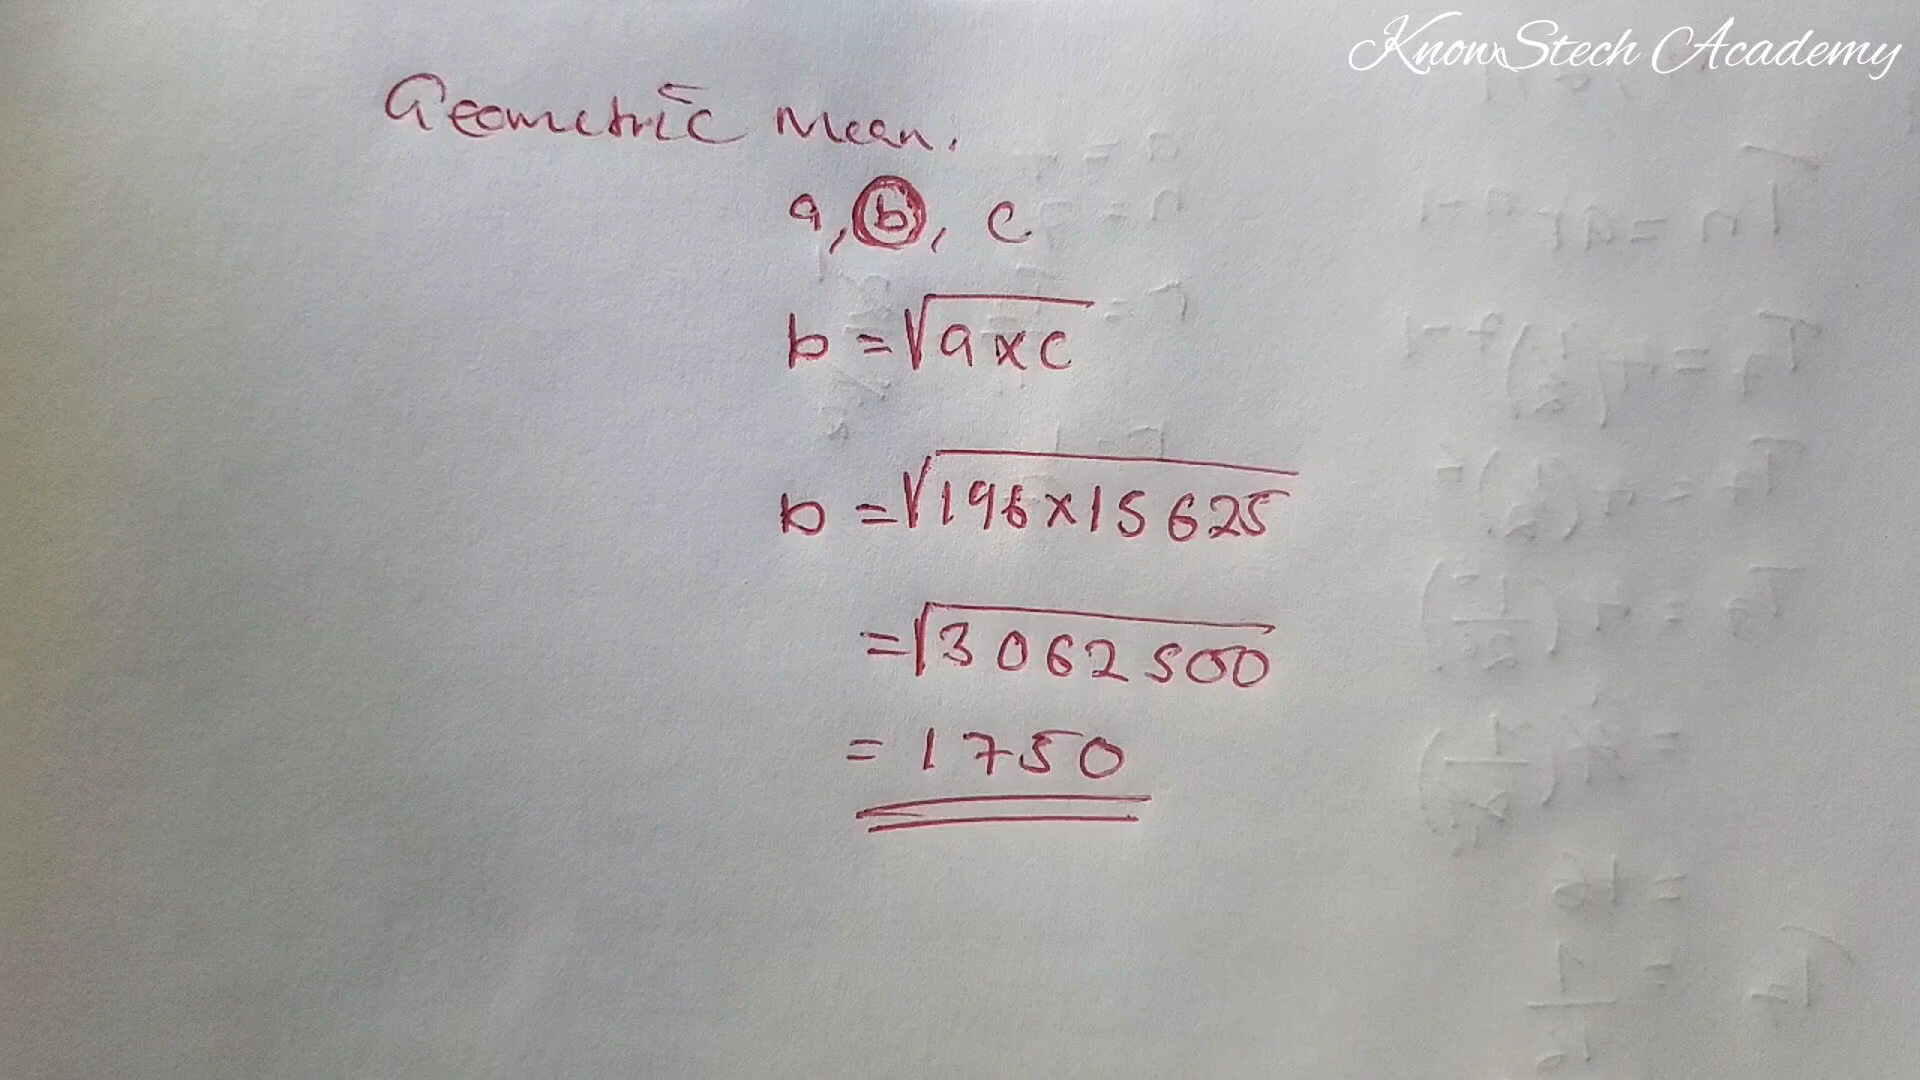 KnowStech Academy
Geometric Mean.
a, b, c
b = √a×c
b = √196×15625
= √3062500
= 1750